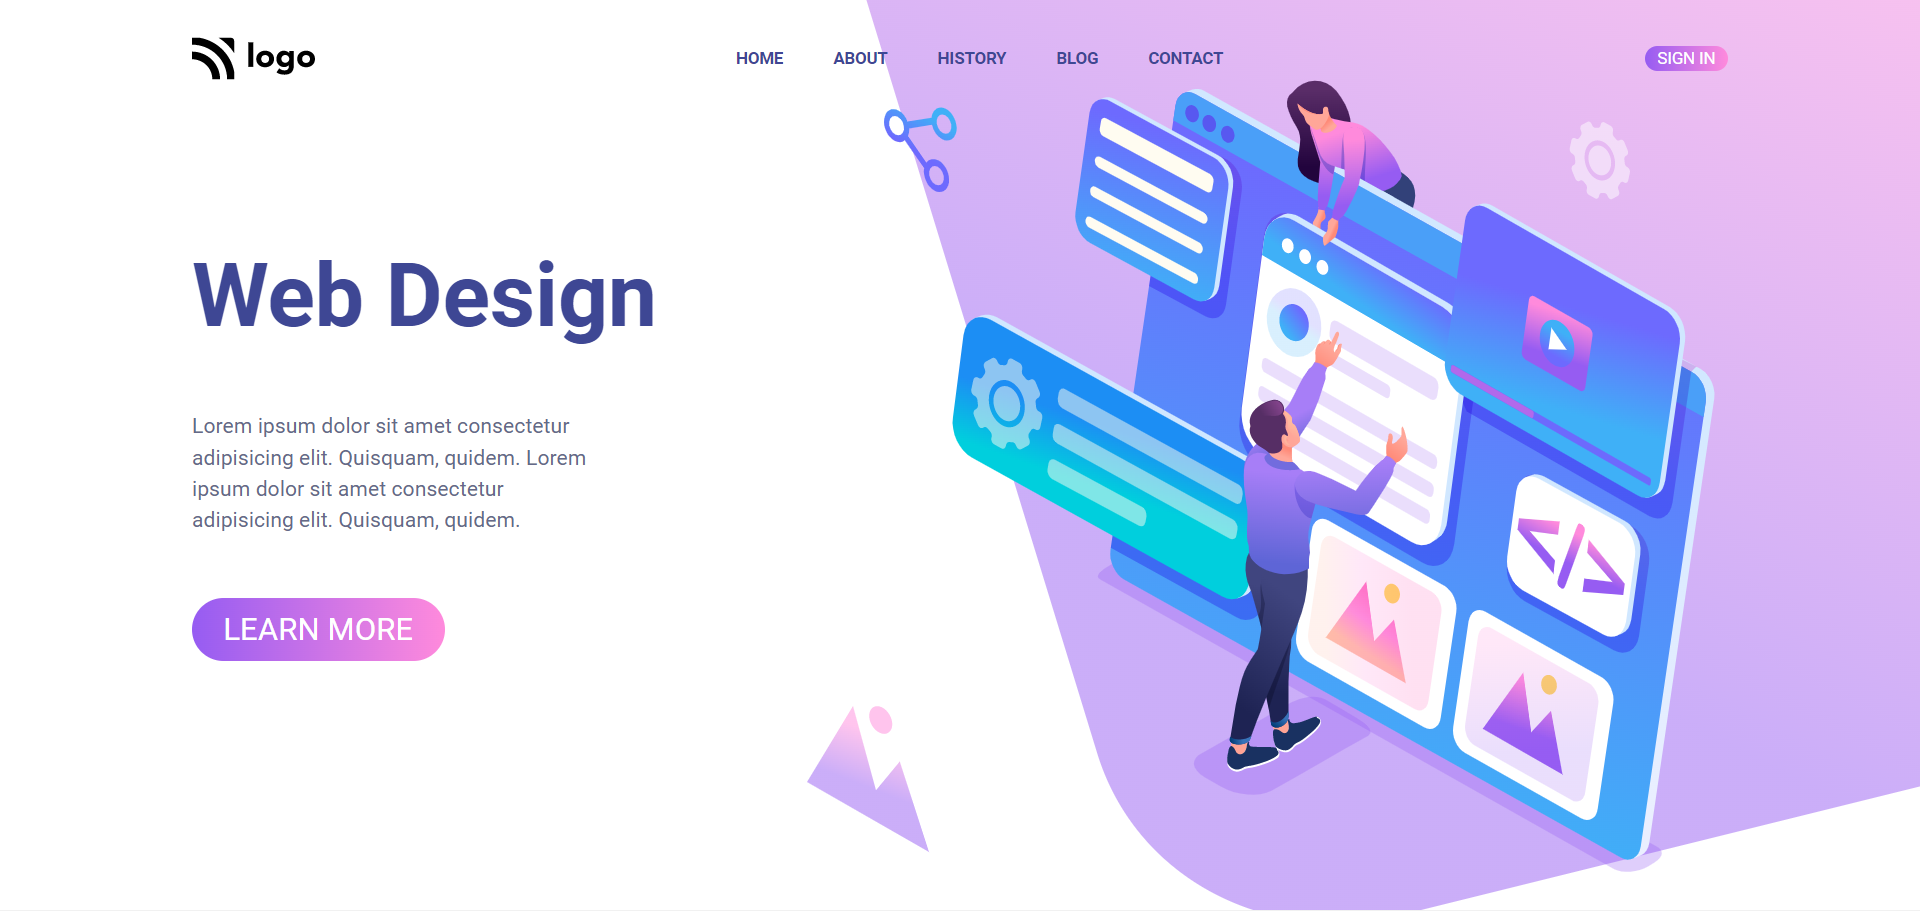 logo
HOME ABOUT HISTORY BLOG CONTACT
SIGN IN
Web Design
Lorem ipsum dolor sit amet consectetur
adipisicing elit. Quisquam, quidem. Lorem
ipsum dolor sit amet consectetur
adipisicing elit. Quisquam, quidem.
LEARN MORE
</>